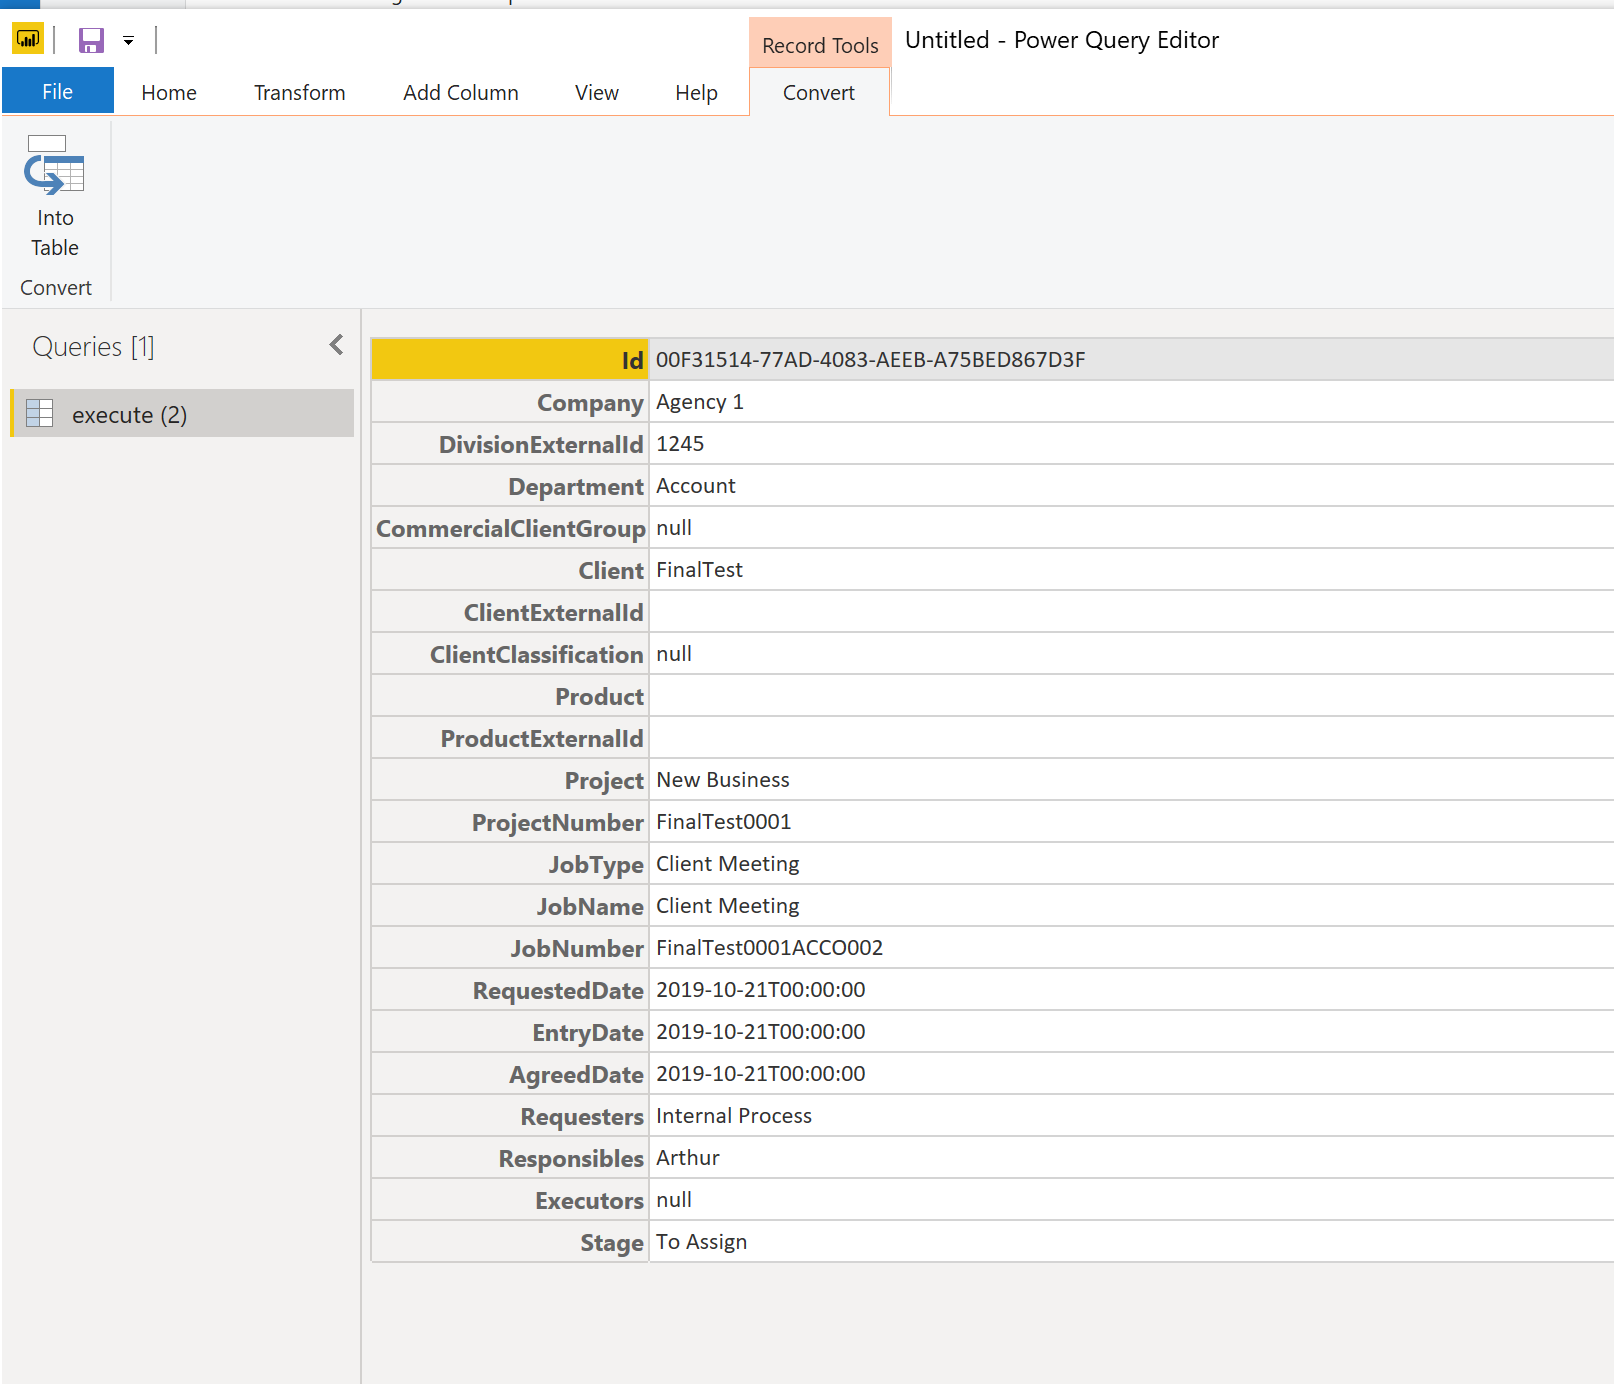 Record Tools
Untitled - Power Query Editor
File Home Transform Add Column View Help Convert
Into
Table
Convert
Queries [1]
execute (2)
Id 00F31514-77AD-4083-AEEB-A75BED867D3F
Company Agency 1
DivisionExternalId 1245
Department Account
CommercialClientGroup null
Client FinalTest
ClientExternalId
ClientClassification null
Product
ProductExternalId
Project New Business
ProjectNumber FinalTest0001
JobType Client Meeting
JobName Client Meeting
JobNumber FinalTest0001ACCO002
RequestedDate 2019-10-21T00:00:00
EntryDate 2019-10-21T00:00:00
AgreedDate 2019-10-21T00:00:00
Requesters Internal Process
Responsibles Arthur
Executors null
Stage To Assign